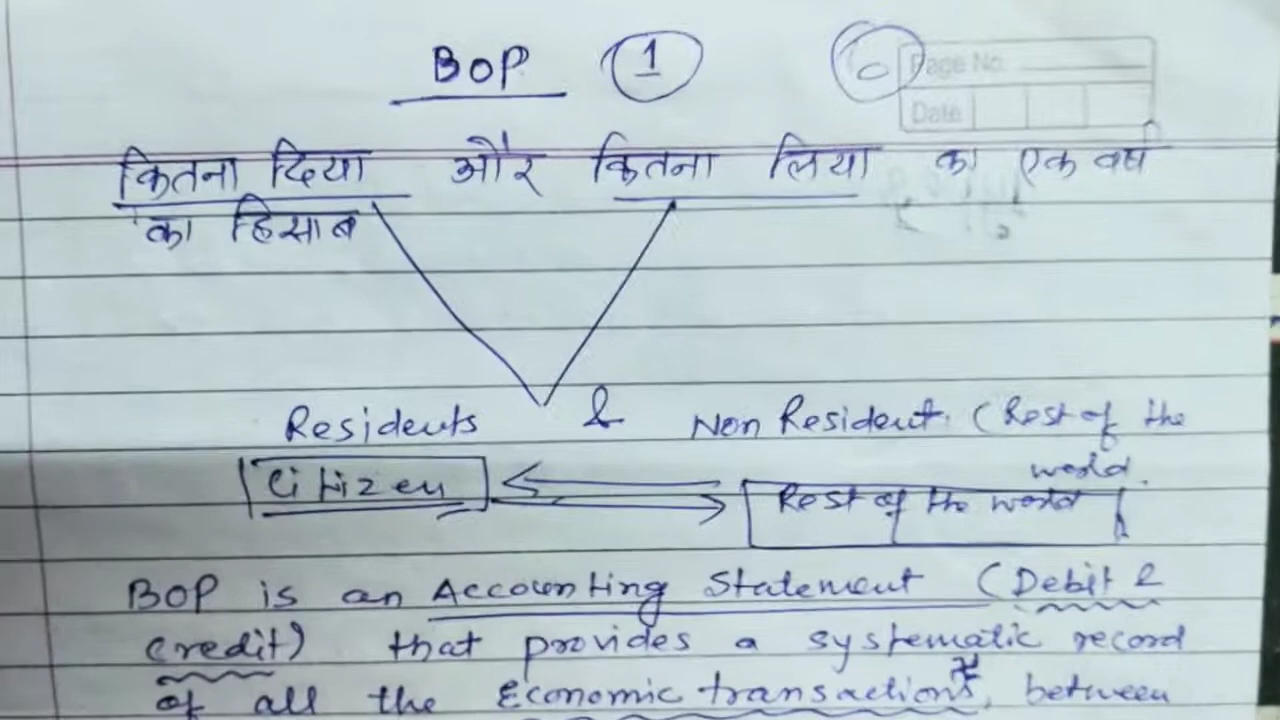 BOP 1
Page No.
Date
कितना दिया और कितना लिया का एक वर्ष
का हिसाब
Residents & Non Resident. (Rest of the
world.
Citizen Rest of the world
BOP is an Accounting Statement (Debit &
Credit) that provides a systematic record
of all the Economic transactions, between